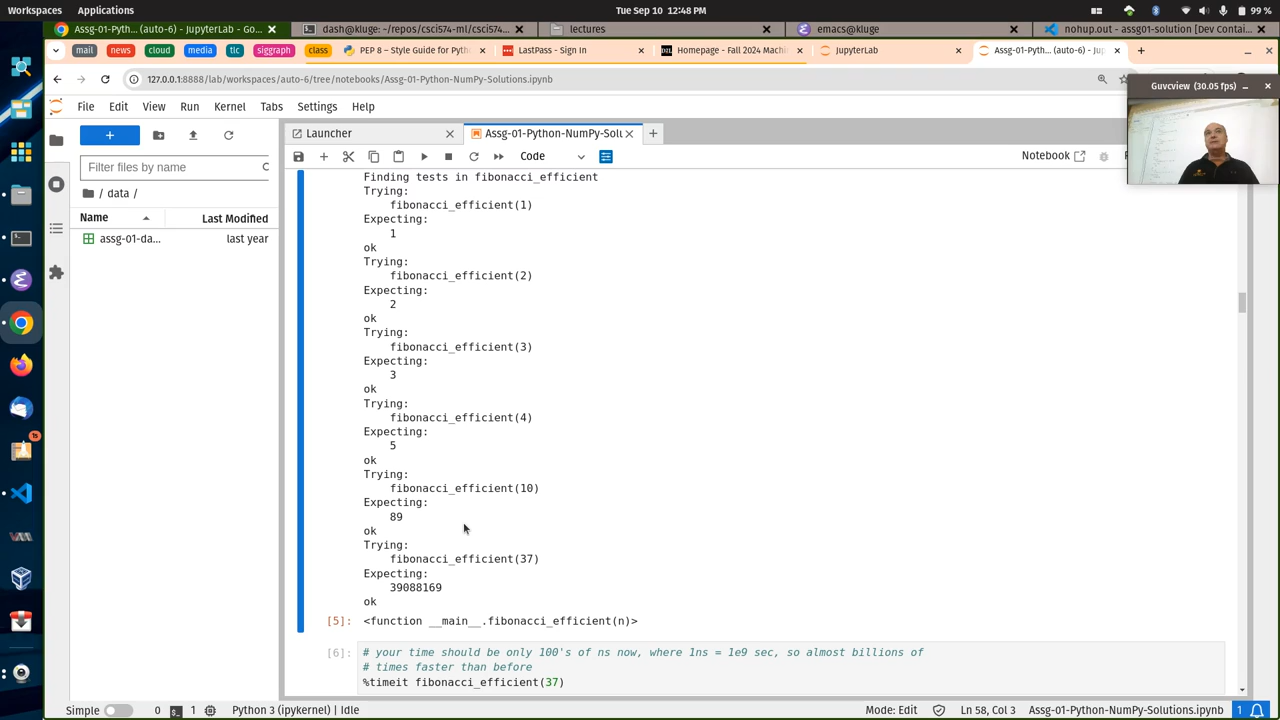 Workspaces Applications Tue Sep 10 12:48 PM 99 %
Assg-01-Pyth... (auto-4) - JupyterLab - Go...
dash@kluge: ~/repos/csci574-ml/csci574...
lectures
emacs@kluge
nohup.out - assg01-solution [Dev Contai...
mail news cloud media tic siggraph class
PEP 8 – Style Guide for Pyth...
LastPass - Sign In
D2L Homepage - Fall 2024 Machi...
JupyterLab
Assg-01-Pyth... (auto-6) - Jup...
127.0.0.1:8888/lab/workspaces/auto-6/tree/notebooks/Assg-01-Python-NumPy-Solutions.ipynb
Guvcview (30.05 fps)
File Edit View Run Kernel Tabs Settings Help
Launcher
Assg-01-Python-NumPy-Solu
Filter files by name
Code
Notebook
/ data /
Name Last Modified
assg-01-da... last year
Finding tests in fibonacci_efficient
Trying:
fibonacci_efficient(1)
Expecting:
1
ok
Trying:
fibonacci_efficient(2)
Expecting:
2
ok
Trying:
fibonacci_efficient(3)
Expecting:
3
ok
Trying:
fibonacci_efficient(4)
Expecting:
5
ok
Trying:
fibonacci_efficient(10)
Expecting:
89
ok
Trying:
fibonacci_efficient(37)
Expecting:
39088169
ok
[5]: <function __main__.fibonacci_efficient(n)>
[6]: # your time should be only 100's of ns now, where 1ns = 1e9 sec, so almost billions of
# times faster than before
%timeit fibonacci_efficient(37)
Simple 0 1 Python 3 (ipykernel) | Idle Mode: Edit Ln 58, Col 3 Assg-01-Python-NumPy-Solutions.ipynb 1